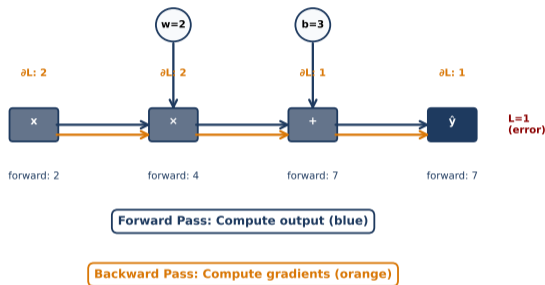 w=2
b=3
∂L: 2
∂L: 2
∂L: 1
∂L: 1
x
×
+
ŷ
L=1
(error)
forward: 2
forward: 4
forward: 7
forward: 7
Forward Pass: Compute output (blue)
Backward Pass: Compute gradients (orange)